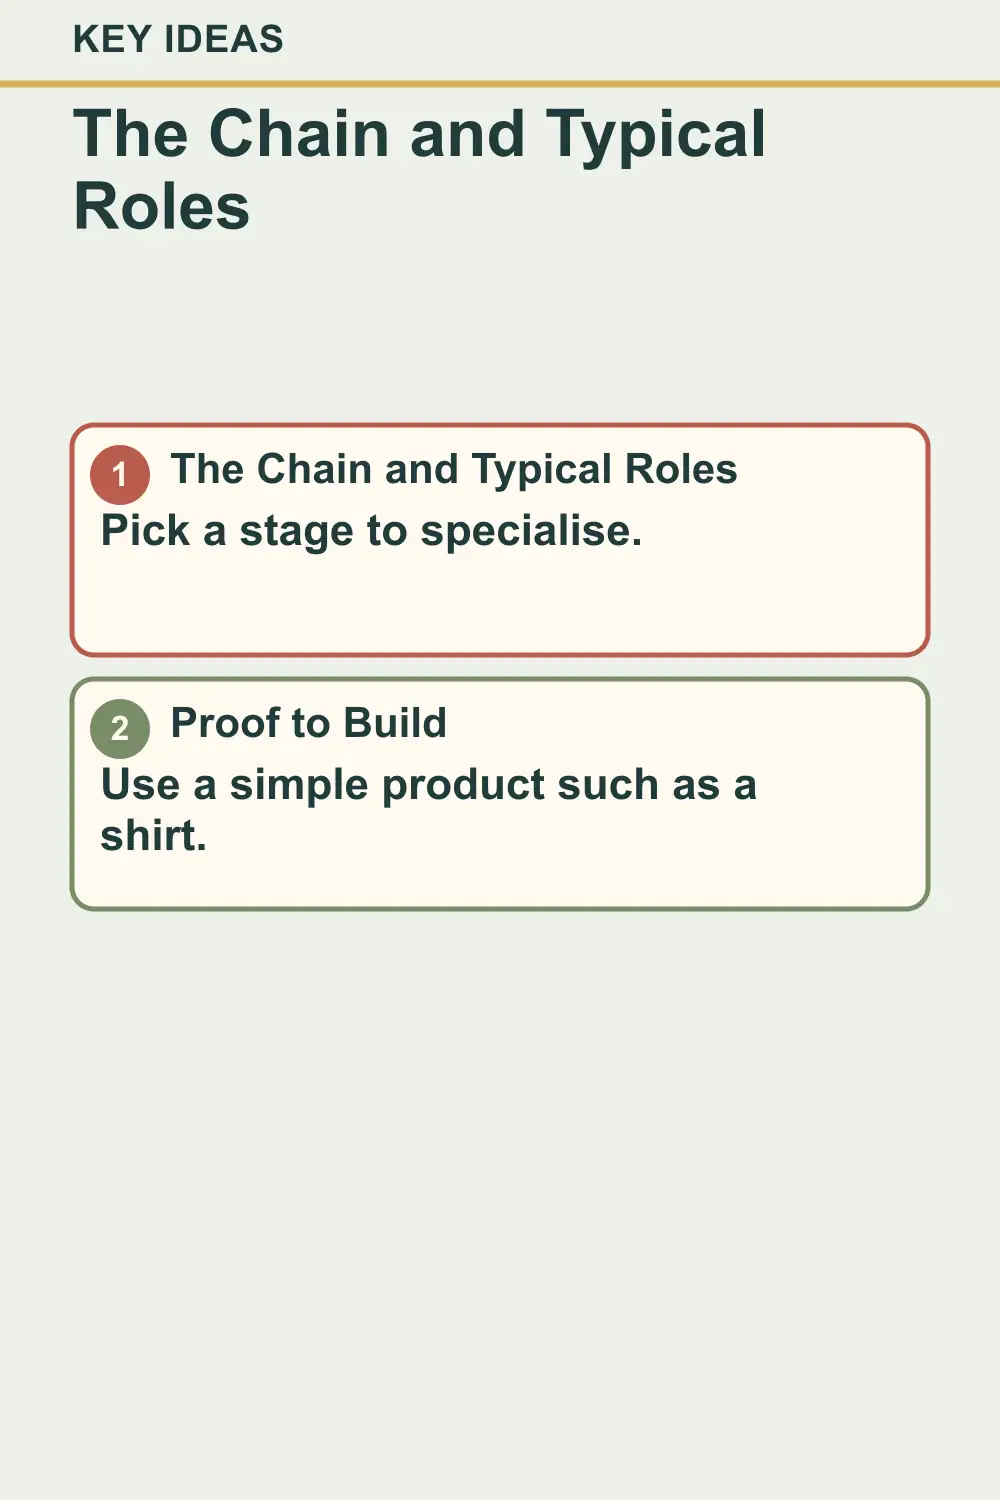 KEY IDEAS
The Chain and Typical
Roles
1 The Chain and Typical Roles
Pick a stage to specialise.
2 Proof to Build
Use a simple product such as a
shirt.